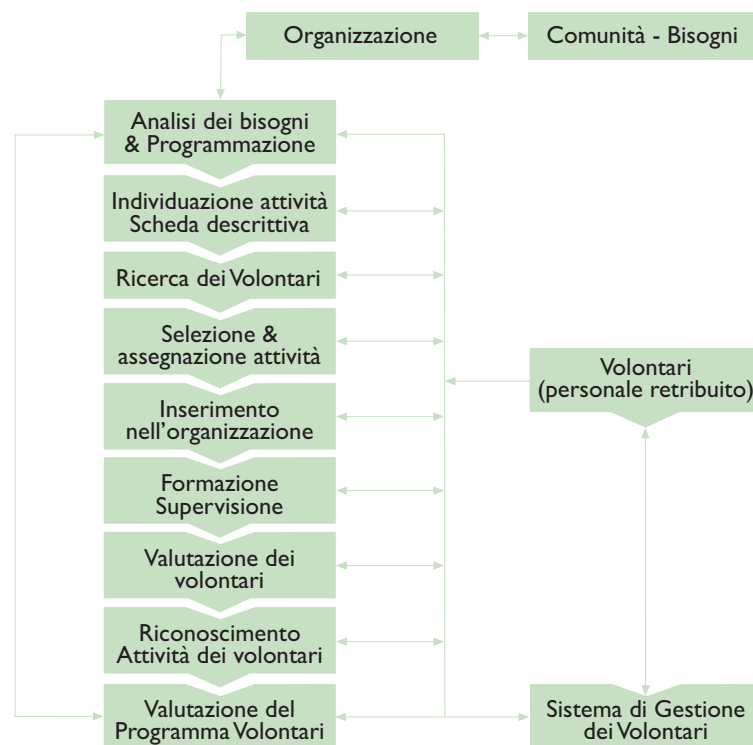 Organizzazione
Comunità - Bisogni
Analisi dei bisogni
& Programmazione
Individuazione attività
Scheda descrittiva
Ricerca dei Volontari
Selezione &
assegnazione attività
Inserimento
nell'organizzazione
Formazione
Supervisione
Valutazione dei
volontari
Riconoscimento
Attività dei volontari
Valutazione del
Programma Volontari
Volontari
(personale retribuito)
Sistema di Gestione
dei Volontari